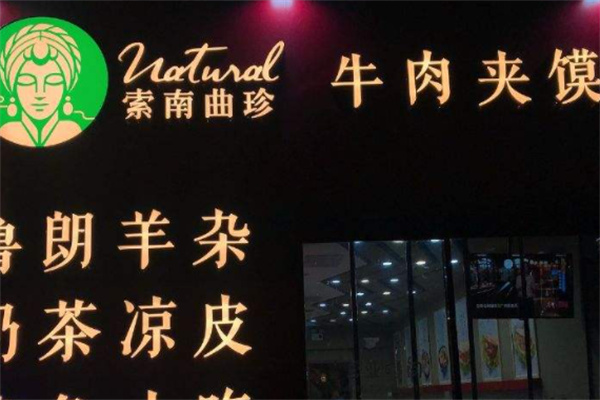 natural
索南曲珍
牛肉夹馍
鲁朗羊杂
奶茶凉皮